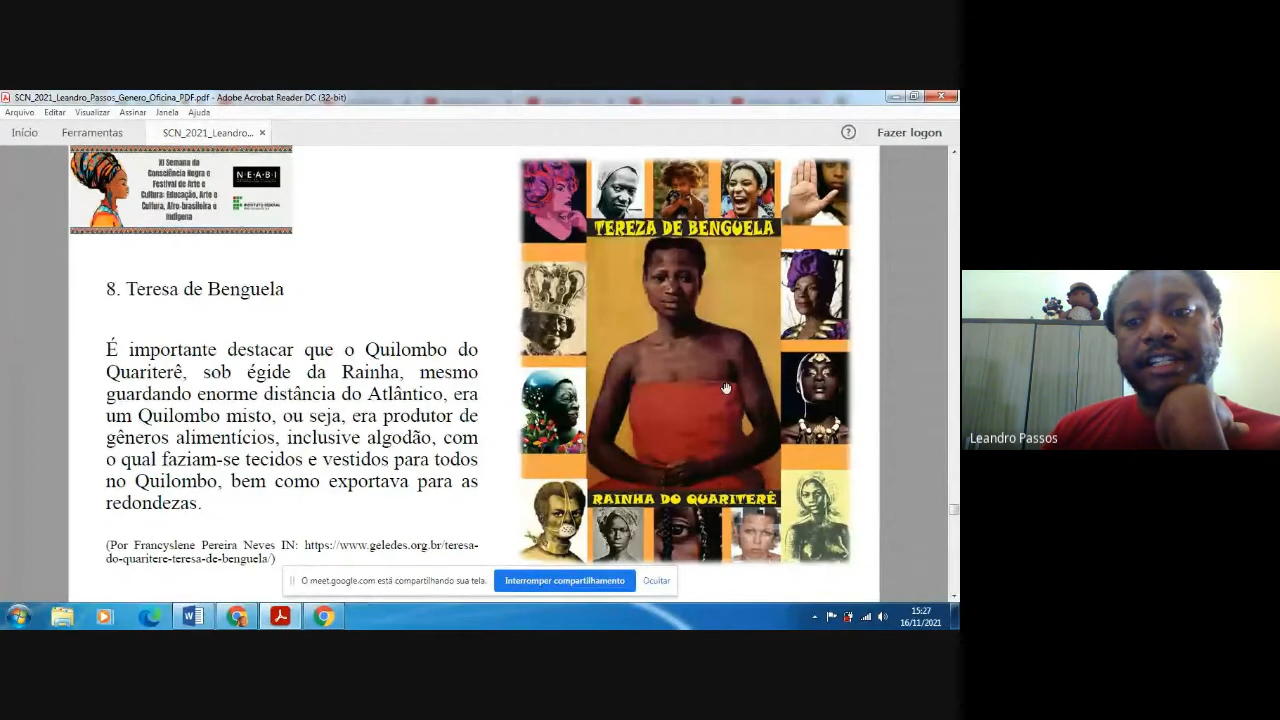 SCN_2021_Leandro_Passos_Genero_Oficina_PDF.pdf - Adobe Acrobat Reader DC (32-bit)
Arquivo Editar Visualizar Assinar Janela Ajuda
Início Ferramentas SCN_2021_Leandro... × ? Fazer logon
XI Semana da
Consciência Negra e
Festival de Arte e
Cultura: Educação, Arte e
Cultura, Afro-brasileira e
Indígena
N-E-A-B-I
INSTITUTO FEDERAL
TEREZA DE BENGUELA
8. Teresa de Benguela
É importante destacar que o Quilombo do
Quariterê, sob égide da Rainha, mesmo
guardando enorme distância do Atlântico, era
um Quilombo misto, ou seja, era produtor de
gêneros alimentícios, inclusive algodão, com
o qual faziam-se tecidos e vestidos para todos
no Quilombo, bem como exportava para as
redondezas.
RAINHA DO QUARITERÊ
(Por Francyslene Pereira Neves IN: https://www.geledes.org.br/teresa-
do-quaritere-teresa-de-benguela/)
Leandro Passos
O meet.google.com está compartilhando sua tela. Interromper compartilhamento Ocultar
15:27
16/11/2021